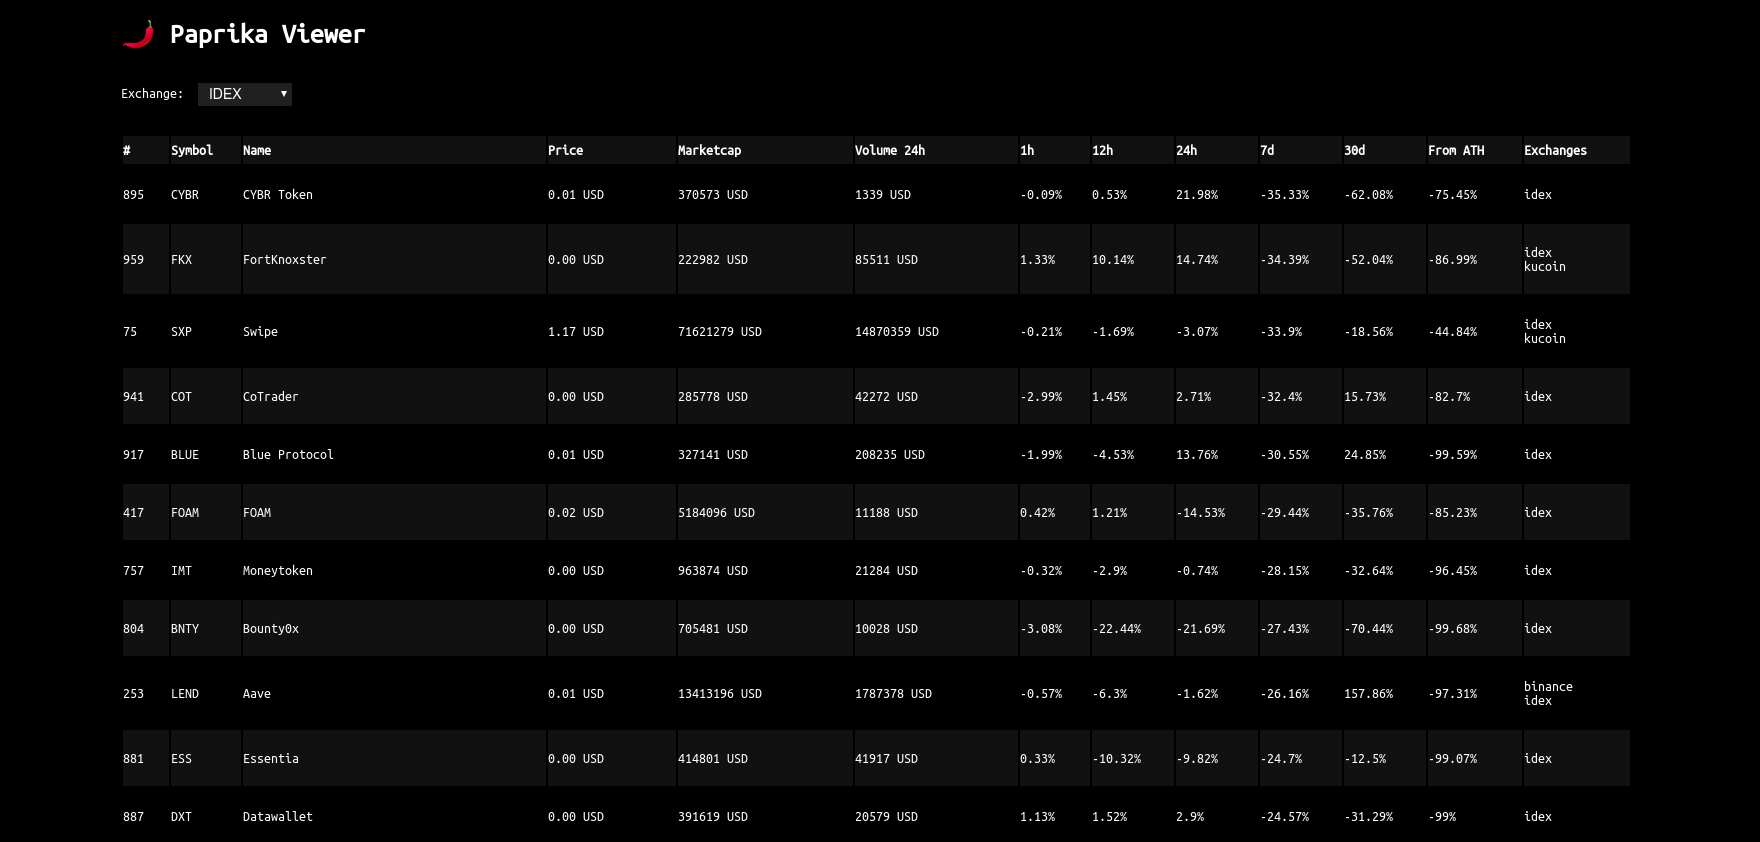 Paprika Viewer
Exchange: IDEX
# Symbol Name Price Marketcap Volume 24h 1h 12h 24h 7d 30d From ATH Exchanges
895 CYBR CYBR Token 0.01 USD 370573 USD 1339 USD -0.09% 0.53% 21.98% -35.33% -62.08% -75.45% idex
959 FKX FortKnoxster 0.00 USD 222982 USD 85511 USD 1.33% 10.14% 14.74% -34.39% -52.04% -86.99% idex
kucoin
75 SXP Swipe 1.17 USD 71621279 USD 14870359 USD -0.21% -1.69% -3.07% -33.9% -18.56% -44.84% idex
kucoin
941 COT CoTrader 0.00 USD 285778 USD 42272 USD -2.99% 1.45% 2.71% -32.4% 15.73% -82.7% idex
917 BLUE Blue Protocol 0.01 USD 327141 USD 208235 USD -1.99% -4.53% 13.76% -30.55% 24.85% -99.59% idex
417 FOAM FOAM 0.02 USD 5184096 USD 11188 USD 0.42% 1.21% -14.53% -29.44% -35.76% -85.23% idex
757 IMT Moneytoken 0.00 USD 963874 USD 21284 USD -0.32% -2.9% -0.74% -28.15% -32.64% -96.45% idex
804 BNTY Bounty0x 0.00 USD 705481 USD 10028 USD -3.08% -22.44% -21.69% -27.43% -70.44% -99.68% idex
253 LEND Aave 0.01 USD 13413196 USD 1787378 USD -0.57% -6.3% -1.62% -26.16% 157.86% -97.31% binance
idex
881 ESS Essentia 0.00 USD 414801 USD 41917 USD 0.33% -10.32% -9.82% -24.7% -12.5% -99.07% idex
887 DXT Datawallet 0.00 USD 391619 USD 20579 USD 1.13% 1.52% 2.9% -24.57% -31.29% -99% idex